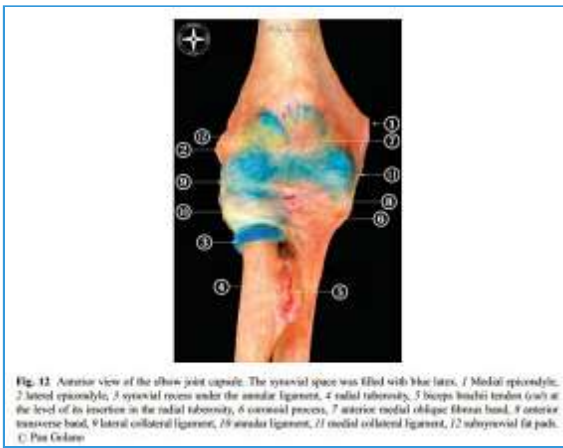 12
1
2
7
9
11
8
10
6
3
4
5
Fig. 12 Anterior view of the elbow joint capsule. The synovial space was filled with blue latex. 1 Medial epicondyle,
2 lateral epicondyle, 3 synovial recess under the annular ligament, 4 radial tuberosity, 5 biceps brachii tendon (cut) at
the level of its insertion in the radial tuberosity, 6 coronoid process, 7 anterior medial oblique fibrous band, 8 anterior
transverse band, 9 lateral collateral ligament, 10 annular ligament, 11 medial collateral ligament, 12 subsynovial fat pads.
© Pau Golano